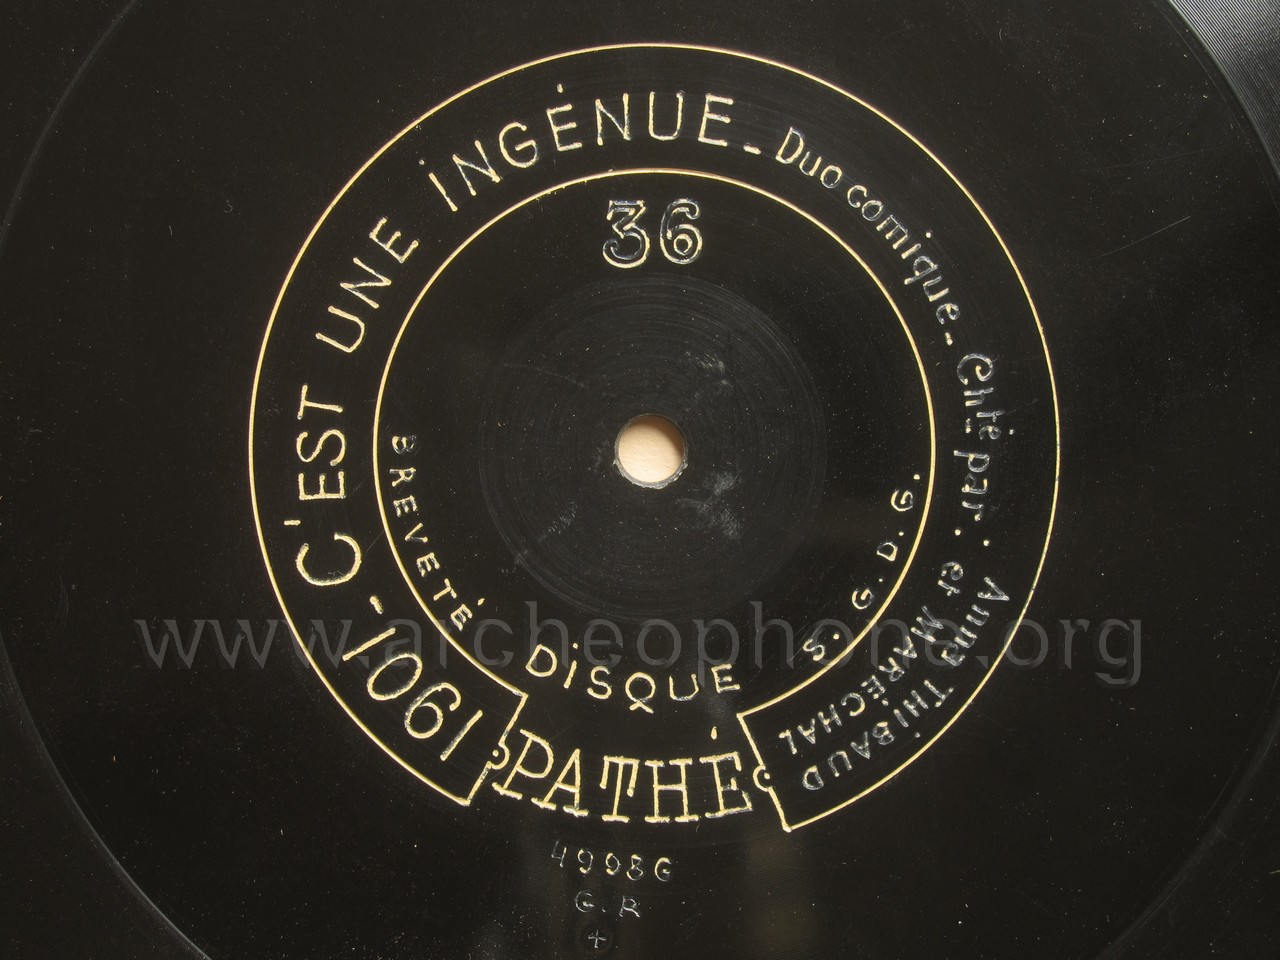 1901 - C'EST UNE iNGÉNUE - Duo comique - Chté par: Anna THiBAUD
et MARÉCHAL
36
BREVETÉ S.G.D.G.
DiSQUE
PATHÉ
G.R
+
www.archeophone.org